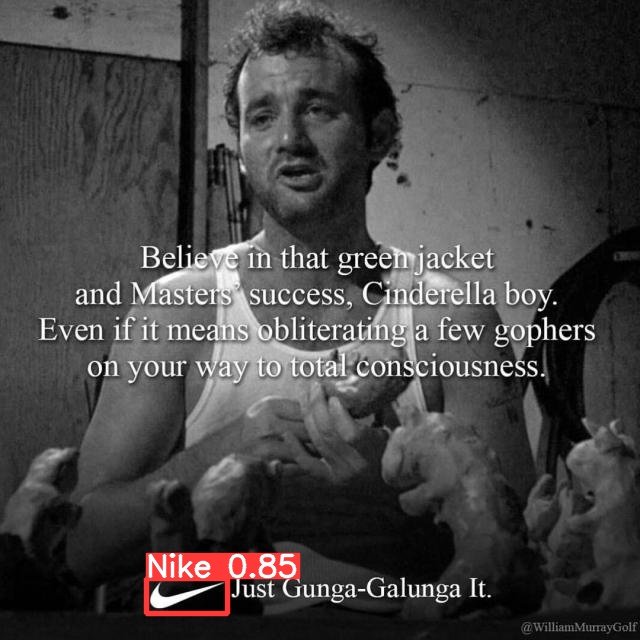 Believe in that green jacket
and Masters' success, Cinderella boy.
Even if it means obliterating a few gophers
on your way to total consciousness.
Nike 0.85
Just Gunga-Galunga It.
@WilliamMurrayGolf